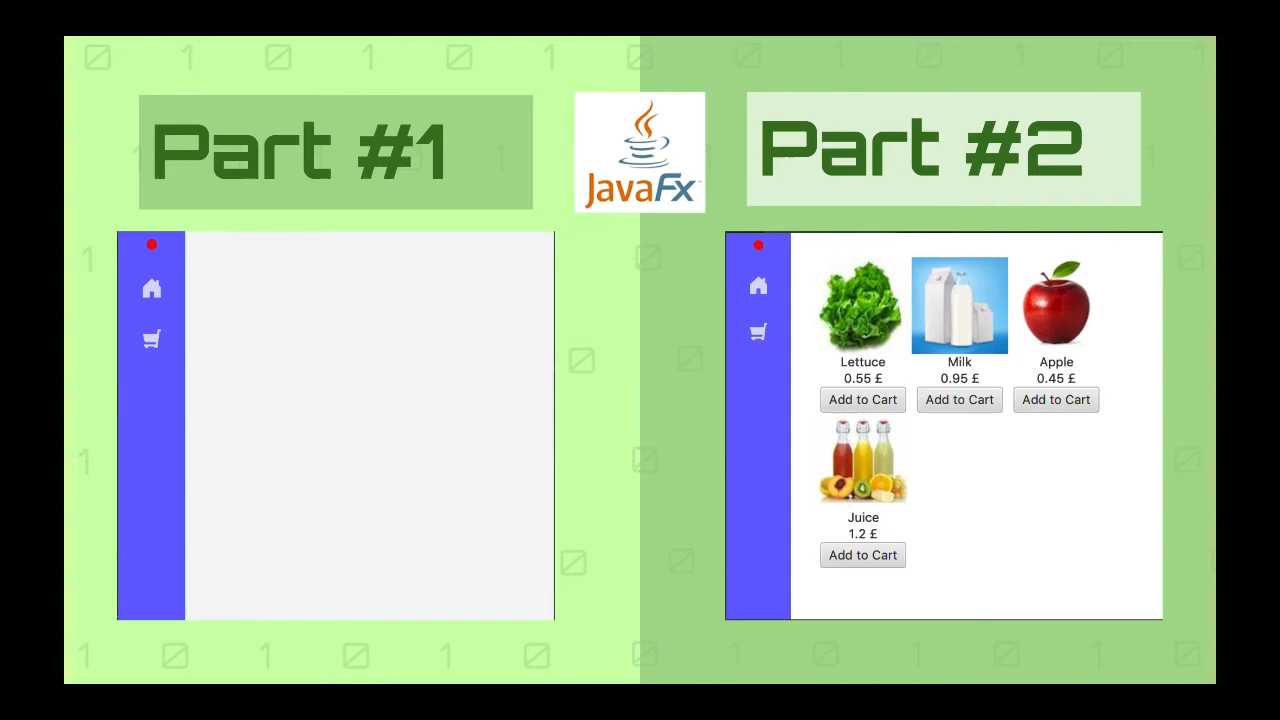 Part #1
JavaFx
Part #2
Lettuce
0.55 £
Add to Cart
Milk
0.95 £
Add to Cart
Apple
0.45 £
Add to Cart
Juice
1.2 £
Add to Cart